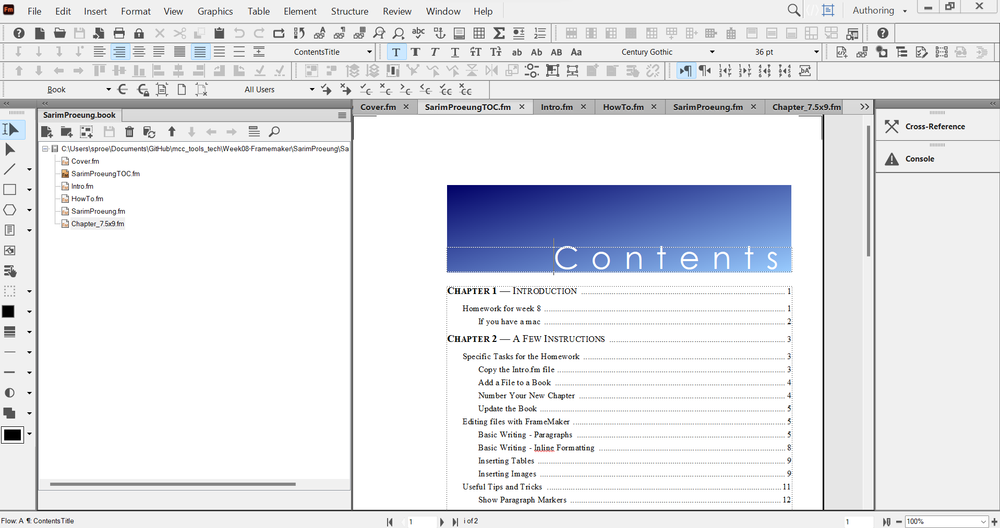 Fm File Edit Insert Format View Graphics Table Element Structure Review Window Help Authoring
ContentsTitle T T T T ab Ab AB Aa Century Gothic 36 pt
Book All Users
SarimProeung.book
C:\Users\sproe\Documents\GitHub\mcc_tools_tech\Week08-Framemaker\SarimProeung\Sa
Cover.fm
SarimProeungTOC.fm
Intro.fm
HowTo.fm
SarimProeung.fm
Chapter_7.5x9.fm
Cover.fm SarimProeungTOC.fm Intro.fm HowTo.fm SarimProeung.fm Chapter_7.5x9.fm
Contents
CHAPTER 1 — INTRODUCTION 1
Homework for week 8 1
If you have a mac 2
CHAPTER 2 — A FEW INSTRUCTIONS 3
Specific Tasks for the Homework 3
Copy the Intro.fm file 3
Add a File to a Book 4
Number Your New Chapter 4
Update the Book 5
Editing files with FrameMaker 5
Basic Writing - Paragraphs 5
Basic Writing - Inline Formatting 8
Inserting Tables 9
Inserting Images 9
Useful Tips and Tricks 11
Show Paragraph Markers 12
Cross-Reference
Console
Flow: A ¶: ContentsTitle 1 i of 2 1 100%